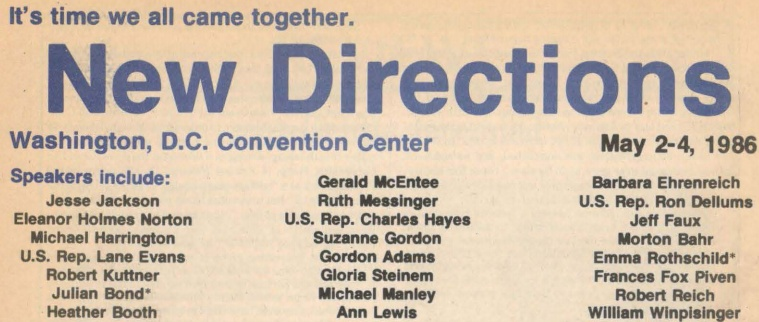 It's time we all came together.
New Directions
Washington, D.C. Convention Center
May 2-4, 1986
Speakers include:
Jesse Jackson
Eleanor Holmes Norton
Michael Harrington
U.S. Rep. Lane Evans
Robert Kuttner
Julian Bond*
Heather Booth
Gerald McEntee
Ruth Messinger
U.S. Rep. Charles Hayes
Suzanne Gordon
Gordon Adams
Gloria Steinem
Michael Manley
Ann Lewis
Barbara Ehrenreich
U.S. Rep. Ron Dellums
Jeff Faux
Morton Bahr
Emma Rothschild*
Frances Fox Piven
Robert Reich
William Winpisinger